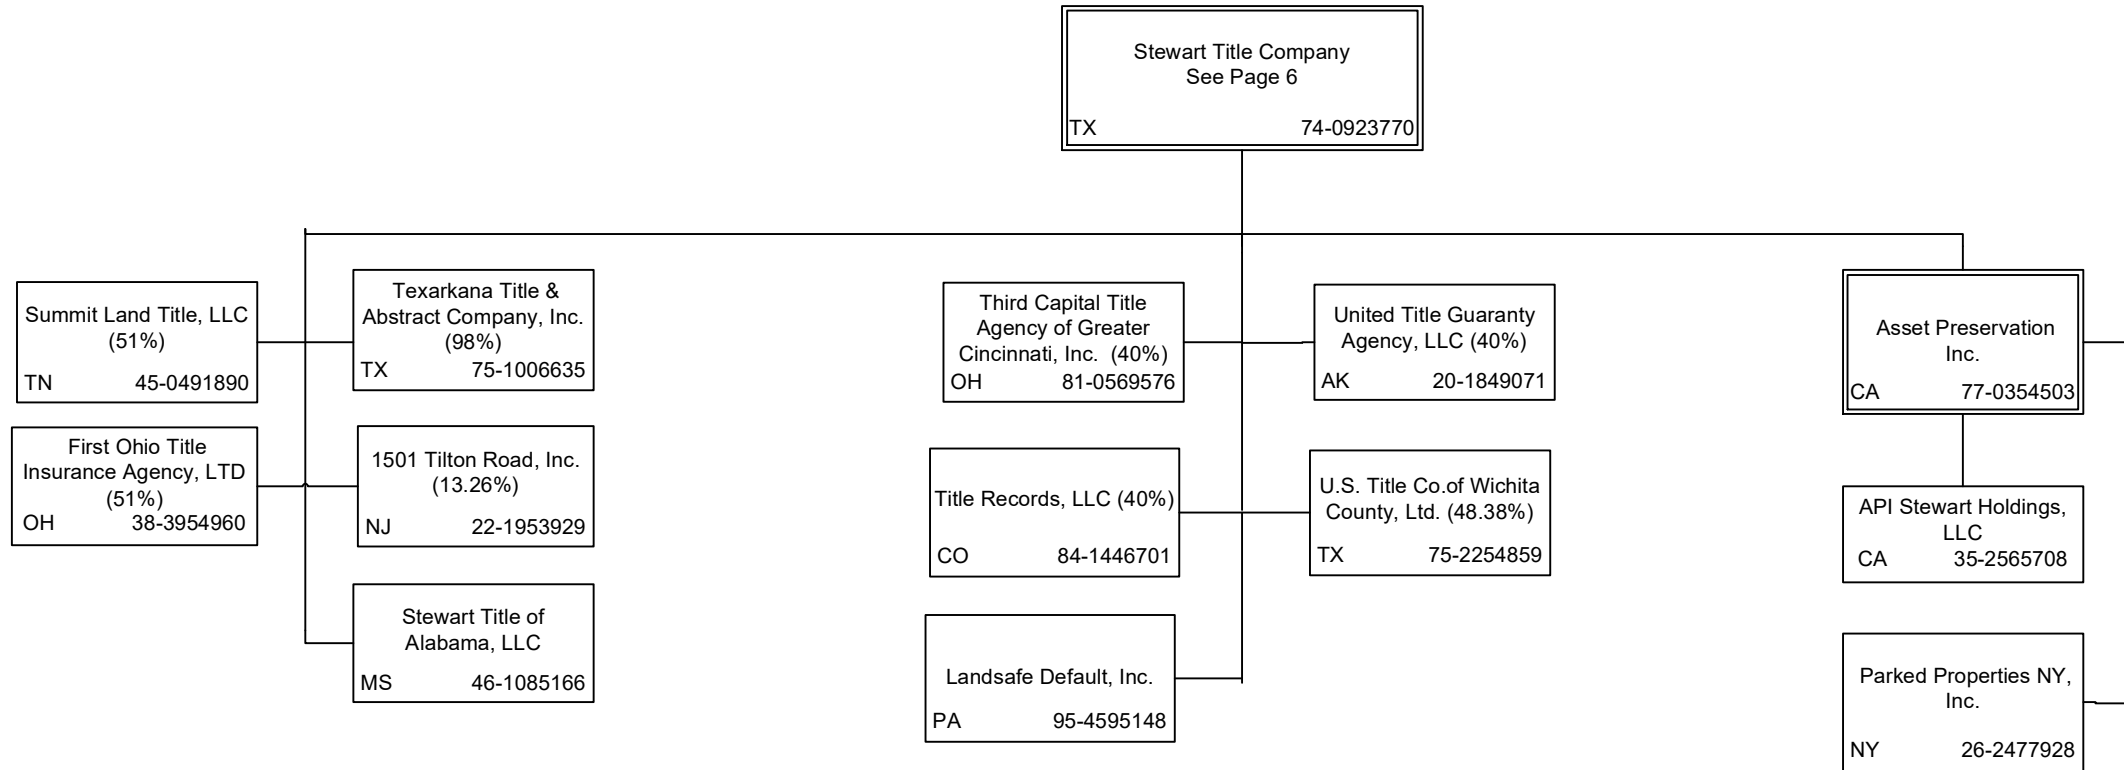 Stewart Title Company
See Page 6
TX 74-0923770
Summit Land Title, LLC
(51%)
TN 45-0491890
Texarkana Title &
Abstract Company, Inc.
(98%)
TX 75-1006635
First Ohio Title
Insurance Agency, LTD
(51%)
OH 38-3954960
1501 Tilton Road, Inc.
(13.26%)
NJ 22-1953929
Stewart Title of
Alabama, LLC
MS 46-1085166
Third Capital Title
Agency of Greater
Cincinnati, Inc. (40%)
OH 81-0569576
United Title Guaranty
Agency, LLC (40%)
AK 20-1849071
Title Records, LLC (40%)
CO 84-1446701
U.S. Title Co.of Wichita
County, Ltd. (48.38%)
TX 75-2254859
Landsafe Default, Inc.
PA 95-4595148
Asset Preservation
Inc.
CA 77-0354503
API Stewart Holdings,
LLC
CA 35-2565708
Parked Properties NY,
Inc.
NY 26-2477928